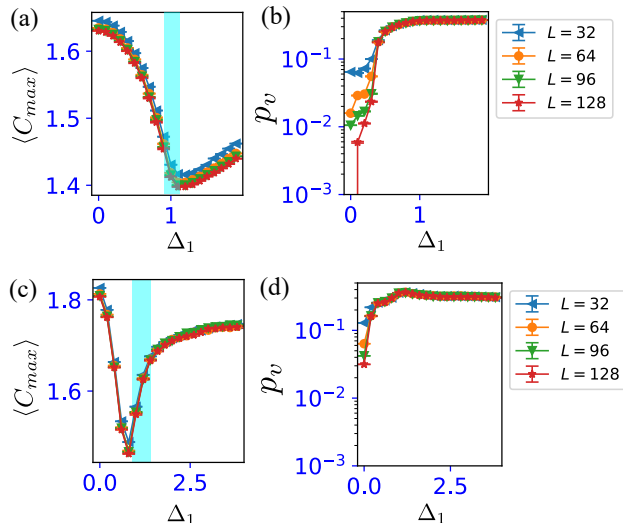 (a)
⟨C_max⟩
1.6
1.5
1.4
0
1
Δ₁
(b)
p_v
10⁻¹
10⁻²
10⁻³
0
1
Δ₁
L = 32
L = 64
L = 96
L = 128
(c)
⟨C_max⟩
1.8
1.6
0.0
2.5
Δ₁
(d)
p_v
10⁻¹
10⁻²
10⁻³
0.0
2.5
Δ₁
L = 32
L = 64
L = 96
L = 128